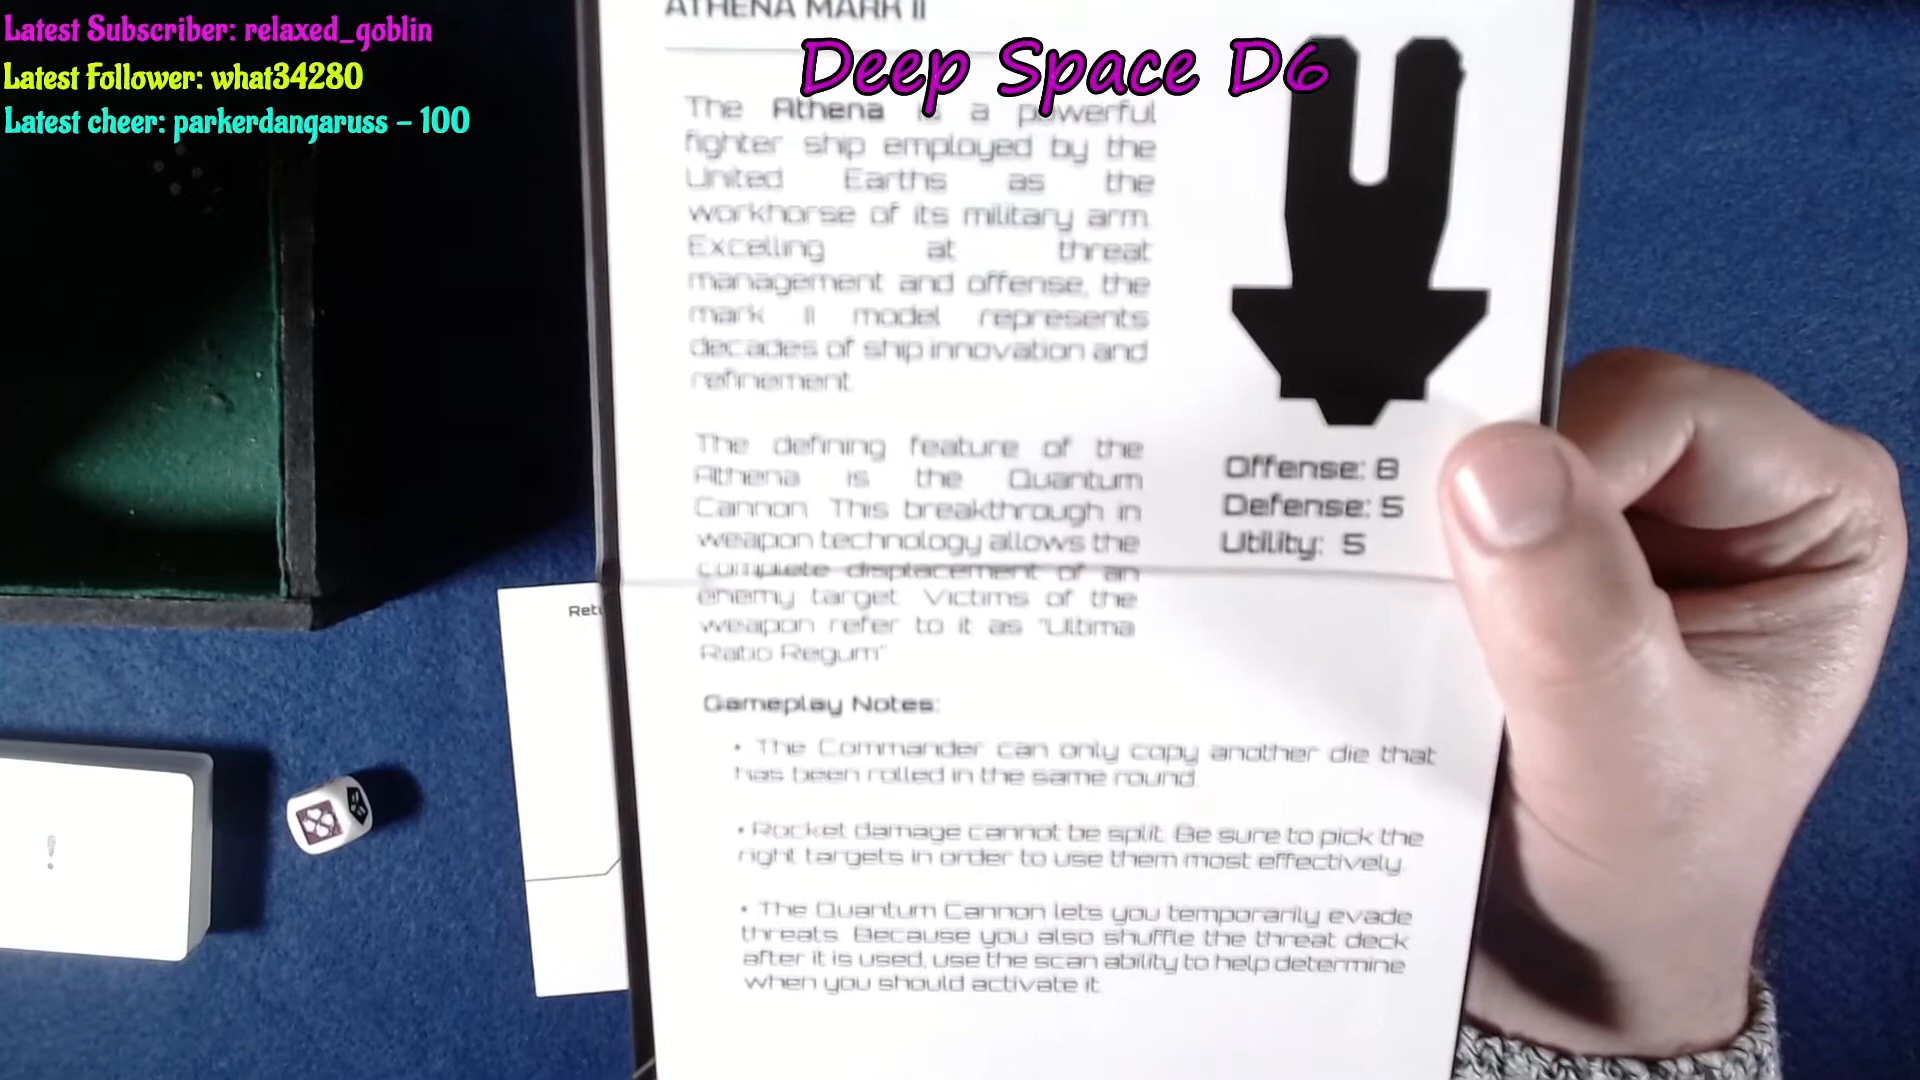 Latest Subscriber: relaxed_goblin
Latest Follower: what34280
Latest cheer: parkerdangaruss - 100
Deep Space D6
ATHENA MARK II
The Athena is a powerful
fighter ship employed by the
United Earths as the
workhorse of its military arm.
Excelling at threat
management and offense, the
mark II model represents
decades of ship innovation and
refinement.
The defining feature of the
Athena is the Quantum
Cannon. This breakthrough in
weapon technology allows the
complete displacement of an
enemy target. Victims of the
weapon refer to it as "Ultima
Ratio Regum"
Offense: 8
Defense: 5
Utility: 5
Gameplay Notes:
• The Commander can only copy another die that
has been rolled in the same round.
• Rocket damage cannot be split. Be sure to pick the
right targets in order to use them most effectively.
• The Quantum Cannon lets you temporarily evade
threats. Because you also shuffle the threat deck
after it is used, use the scan ability to help determine
when you should activate it.
!